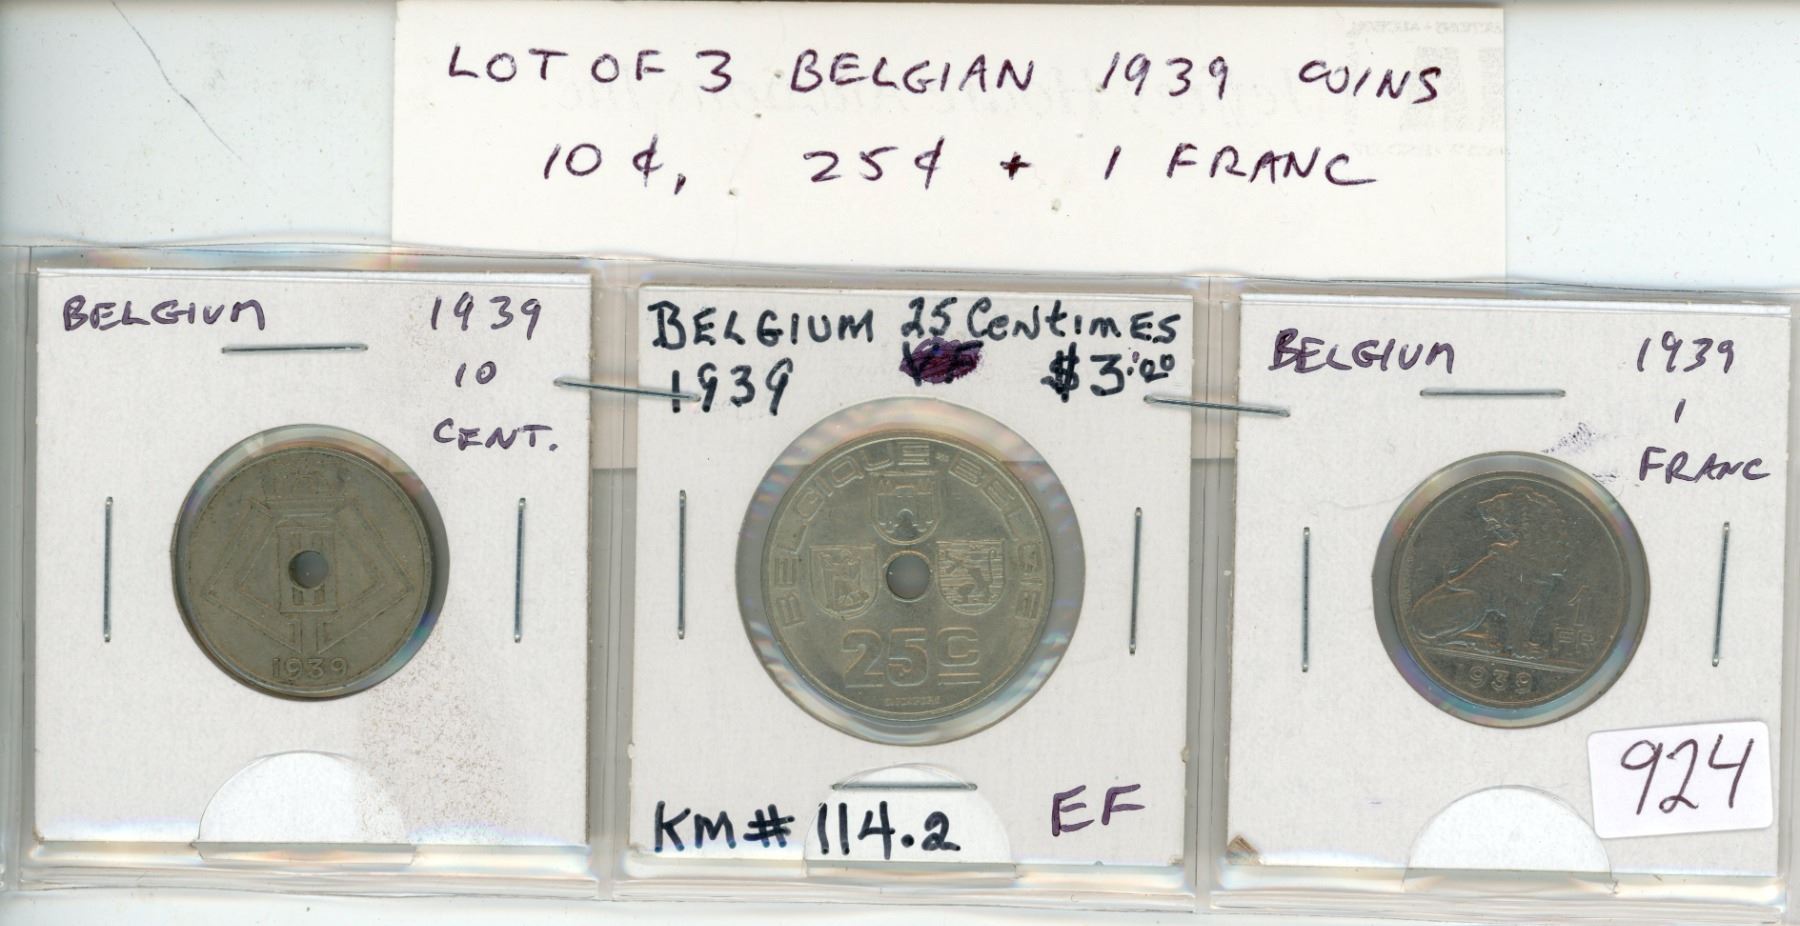 LOT OF 3 BELGIAN 1939 COINS
10¢, 25¢ + 1 FRANC
BELGIUM 1939
10
CENT.
1939
BELGIUM 25 CENTIMES
1939 $3.00
BELGIQUE·BELGIE
25C
KM# 114.2 EF
BELGIUM 1939
1
FRANC
1
FR
1939
924